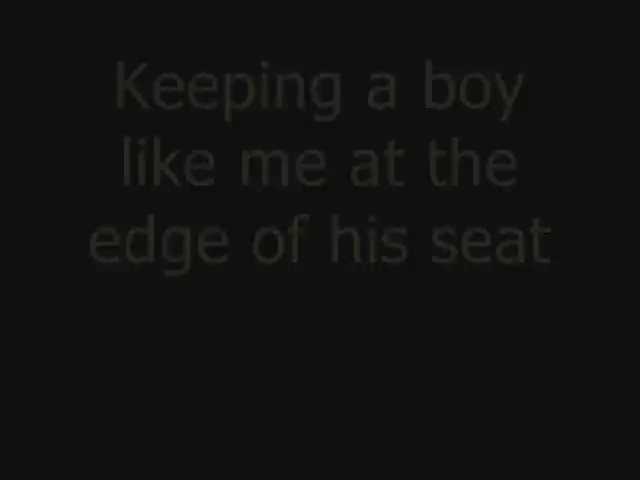 Keeping a boy
like me at the
edge of his seat